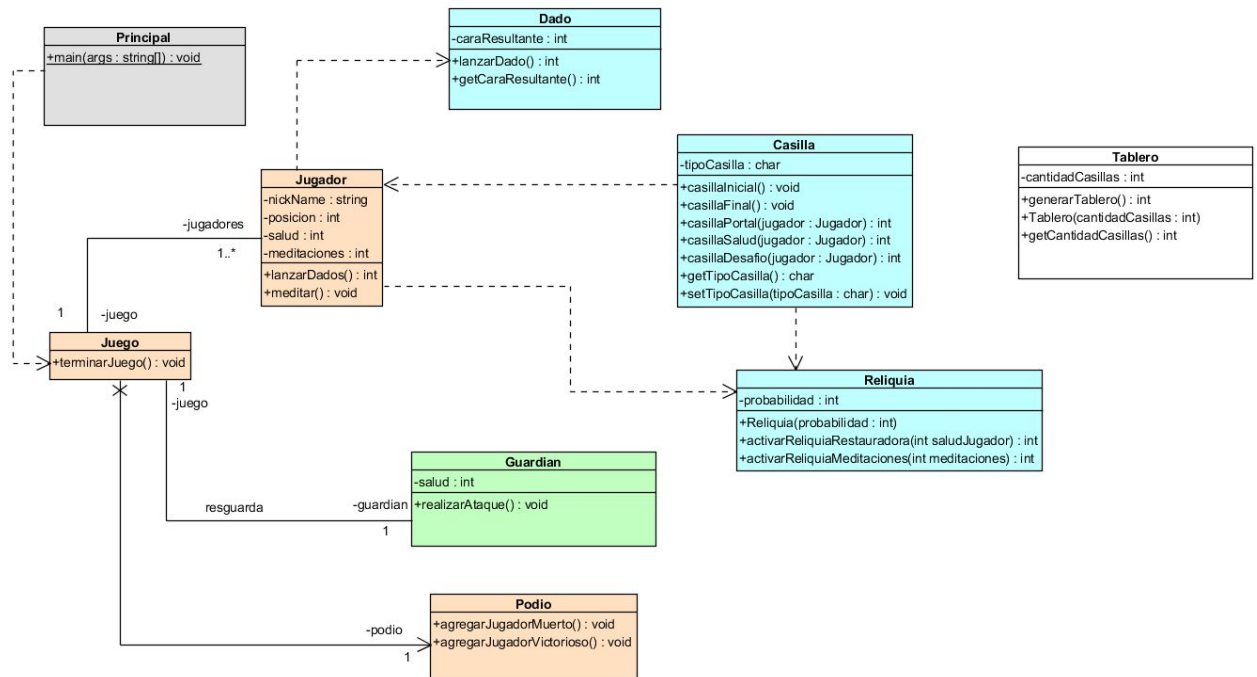 Principal
+main(args : string[]) : void
Dado
-caraResultante : int
+lanzarDado() : int
+getCaraResultante() : int
Jugador
-nickName : string
-posicion : int
-salud : int
-meditaciones : int
+lanzarDados() : int
+meditar() : void
Casilla
-tipoCasilla : char
+casillaInicial() : void
+casillaFinal() : void
+casillaPortal(jugador : Jugador) : int
+casillaSalud(jugador : Jugador) : int
+casillaDesafio(jugador : Jugador) : int
+getTipoCasilla() : char
+setTipoCasilla(tipoCasilla : char) : void
Tablero
-cantidadCasillas : int
+generarTablero() : int
+Tablero(cantidadCasillas : int)
+getCantidadCasillas() : int
-jugadores
1..*
1
-juego
Juego
+terminarJuego() : void
1
-juego
Reliquia
-probabilidad : int
+Reliquia(probabilidad : int)
+activarReliquiaRestauradora(int saludJugador) : int
+activarReliquiaMeditaciones(int meditaciones) : int
Guardian
-salud : int
+realizarAtaque() : void
resguarda
-guardian
1
Podio
+agregarJugadorMuerto() : void
+agregarJugadorVictorioso() : void
-podio
1